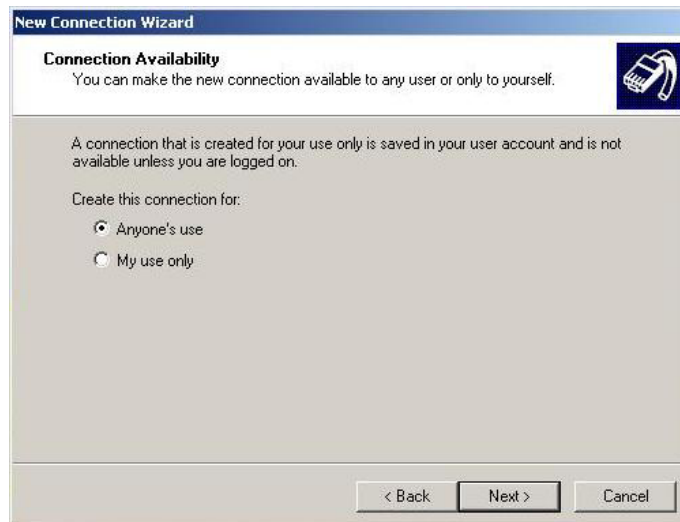 New Connection Wizard
Connection Availability
You can make the new connection available to any user or only to yourself.
A connection that is created for your use only is saved in your user account and is not
available unless you are logged on.
Create this connection for:
Anyone's use
My use only
< Back Next > Cancel